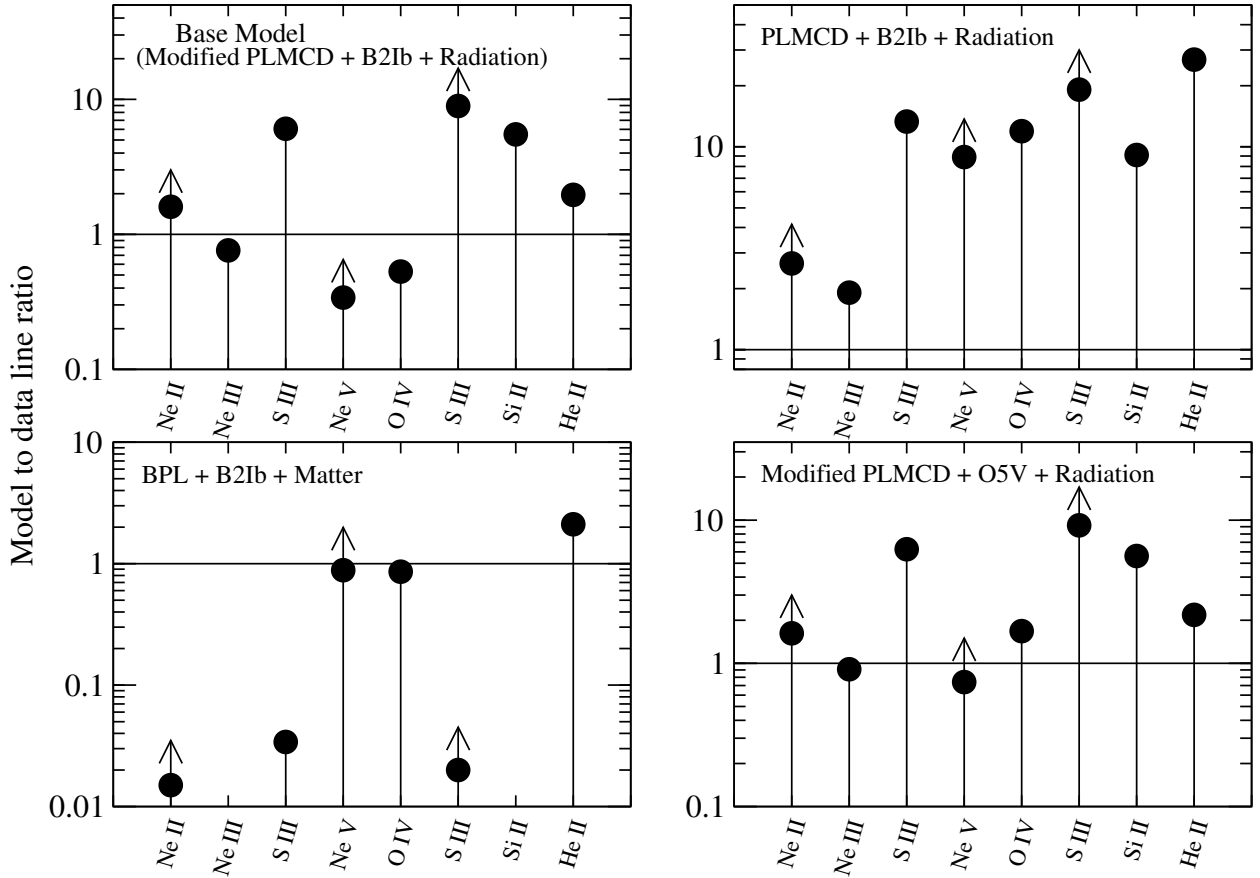 Model to data line ratio
Base Model
(Modified PLMCD + B2Ib + Radiation)
10
1
0.1
Ne II
Ne III
S III
Ne V
O IV
S III
Si II
He II
PLMCD + B2Ib + Radiation
10
1
Ne II
Ne III
S III
Ne V
O IV
S III
Si II
He II
BPL + B2Ib + Matter
10
1
0.1
0.01
Ne II
Ne III
S III
Ne V
O IV
S III
Si II
He II
Modified PLMCD + O5V + Radiation
10
1
0.1
Ne II
Ne III
S III
Ne V
O IV
S III
Si II
He II